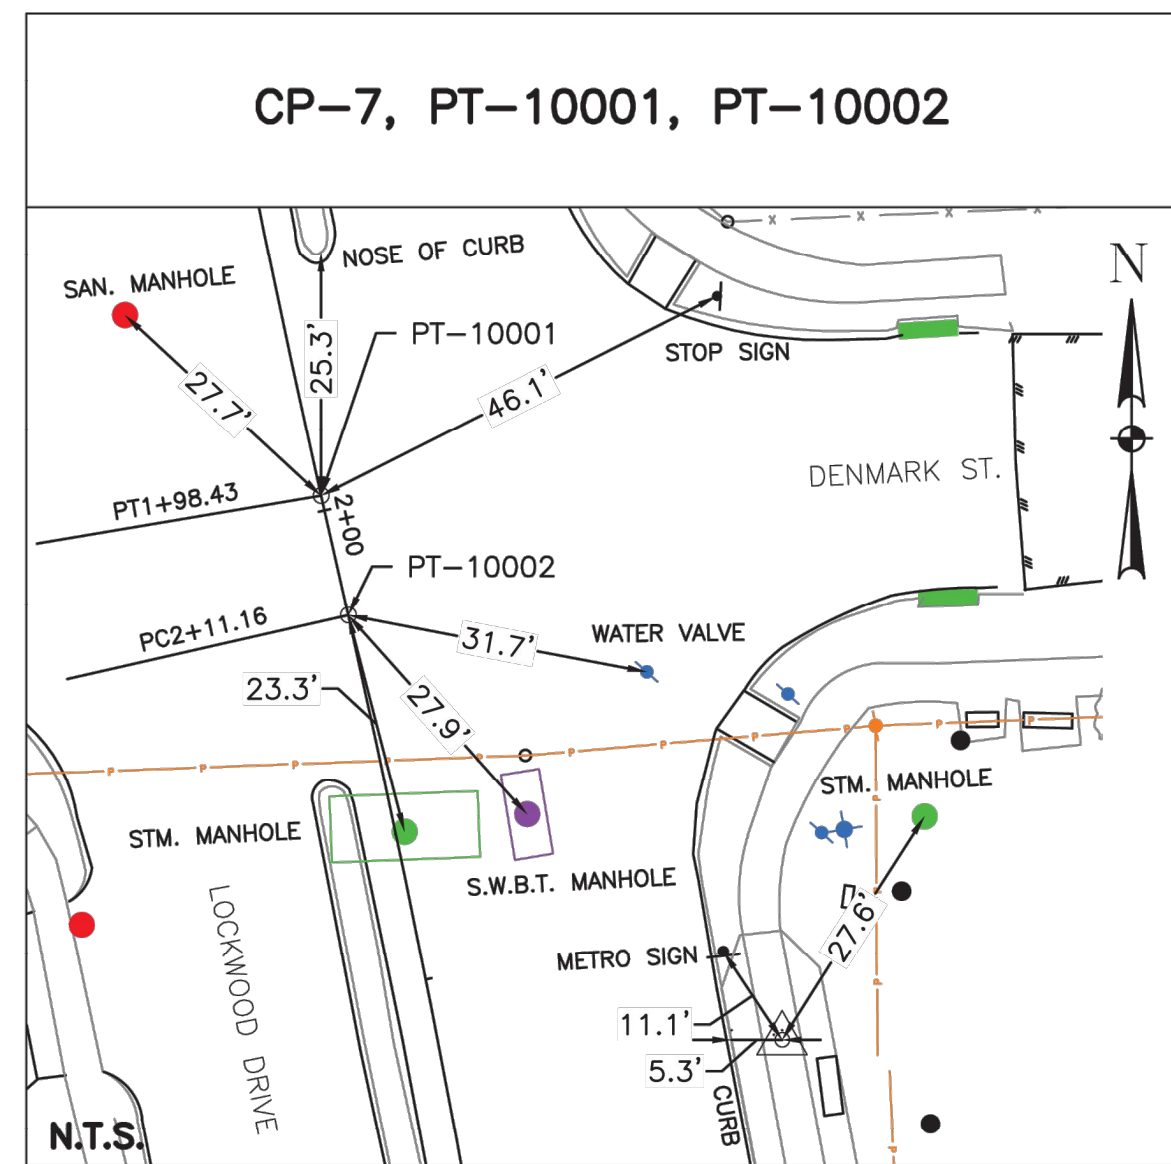 CP-7, PT-10001, PT-10002
NOSE OF CURB
SAN. MANHOLE
N
PT-10001
25.3'
STOP SIGN
27.7'
46.1'
DENMARK ST.
PT1+98.43
2+00
PT-10002
PC2+11.16
31.7'
WATER VALVE
23.3'
27.9'
STM. MANHOLE
STM. MANHOLE
S.W.B.T. MANHOLE
LOCKWOOD DRIVE
27.6'
METRO SIGN
11.1'
5.3'
CURB
N.T.S.
X X X X
P P P P P P P P P P P
P P P